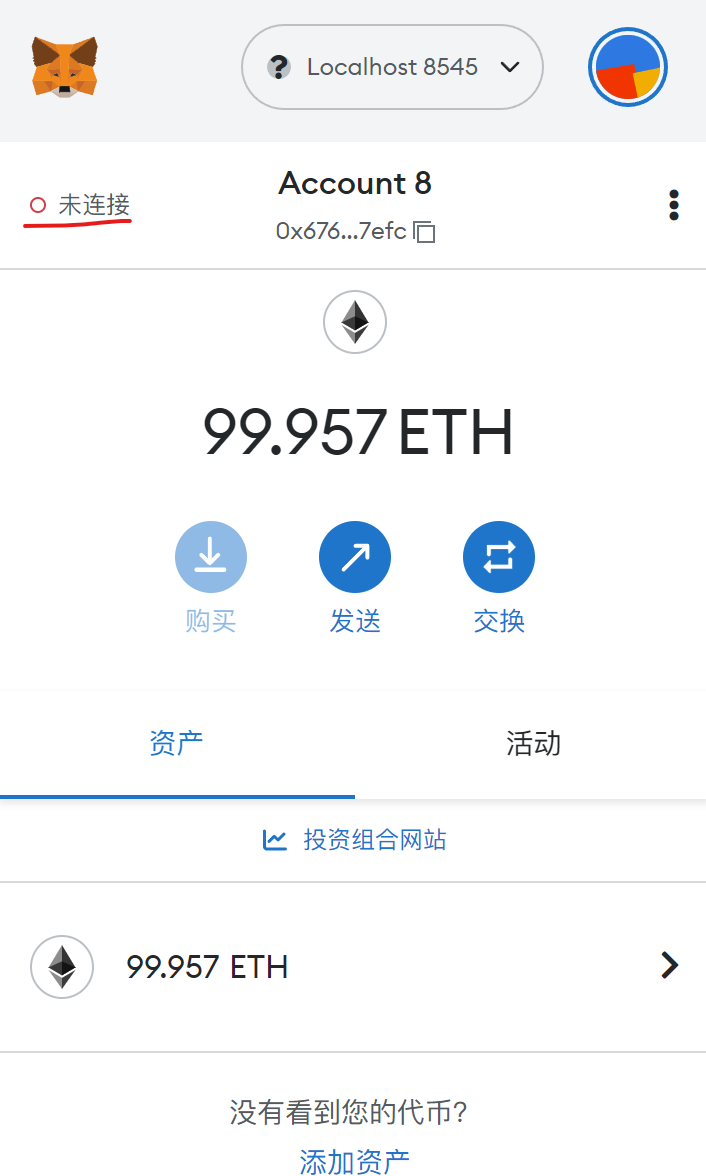 Localhost 8545
未连接
Account 8
0x676...7efc
99.957 ETH
购买
发送
交换
资产
活动
投资组合网站
99.957 ETH
没有看到您的代币?
添加资产